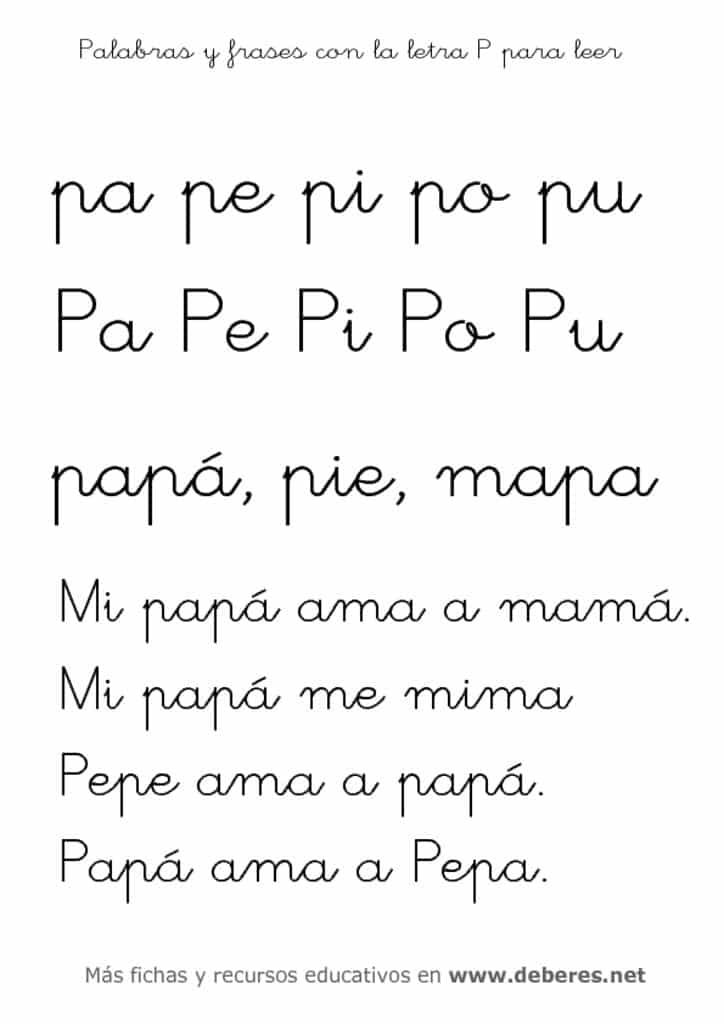 Palabras y frases con la letra P para leer
pa pe pi po pu
Pa Pe Pi Po Pu
papá, pie, mapa
Mi papá ama a mamá.
Mi papá me mima
Pepe ama a papá.
Papá ama a Pepa.
Más fichas y recursos educativos en www.deberes.net